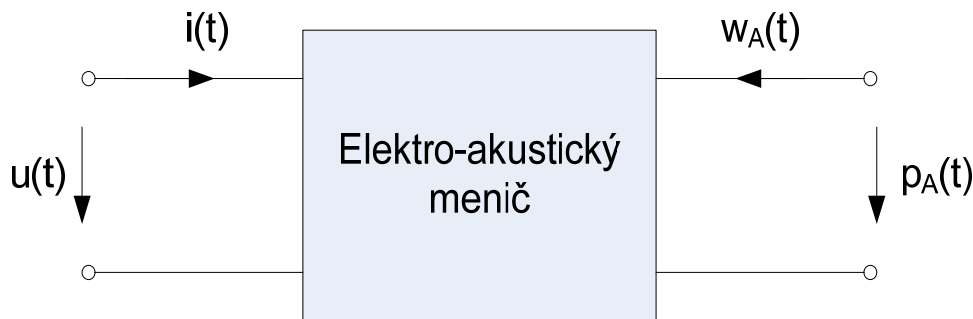 i(t)
w_A(t)
u(t)
Elektro-akustický
menič
p_A(t)